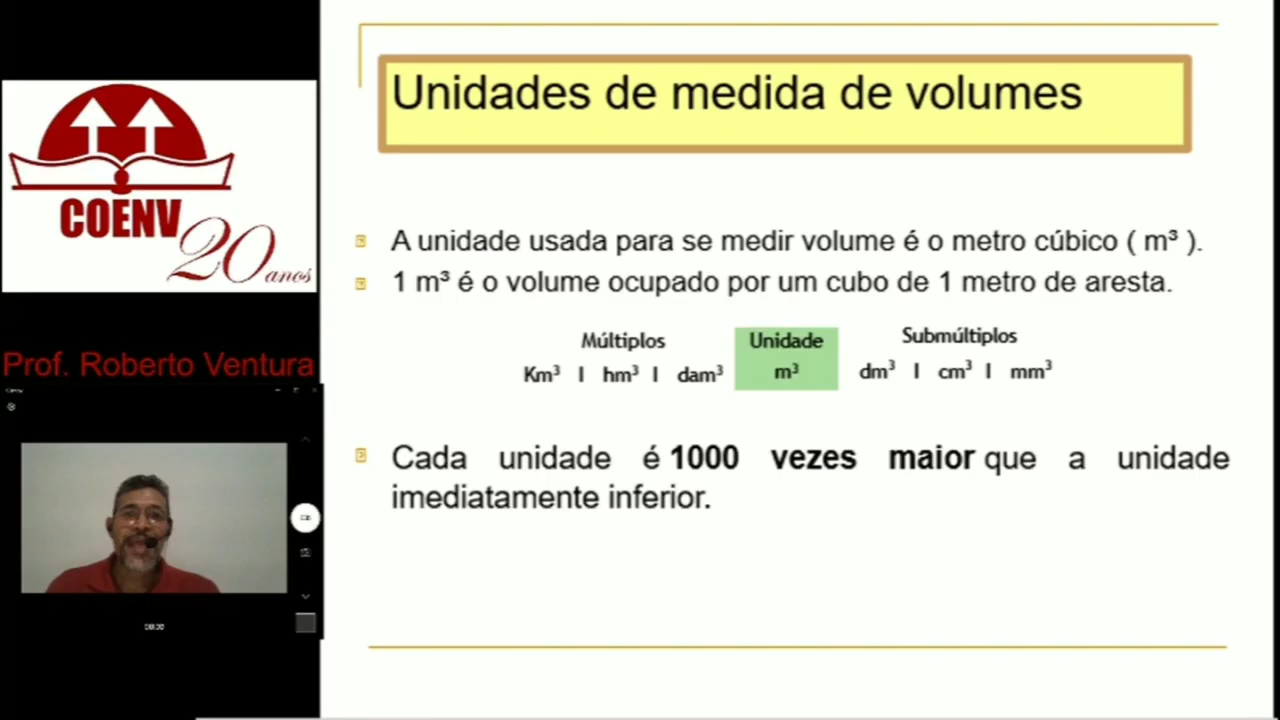 COENV
20 anos
Prof. Roberto Ventura
Unidades de medida de volumes
A unidade usada para se medir volume é o metro cúbico ( m³ ).
1 m³ é o volume ocupado por um cubo de 1 metro de aresta.
Múltiplos Unidade Submúltiplos
Km³ | hm³ | dam³ m³ dm³ | cm³ | mm³
Cada unidade é 1000 vezes maior que a unidade
imediatamente inferior.